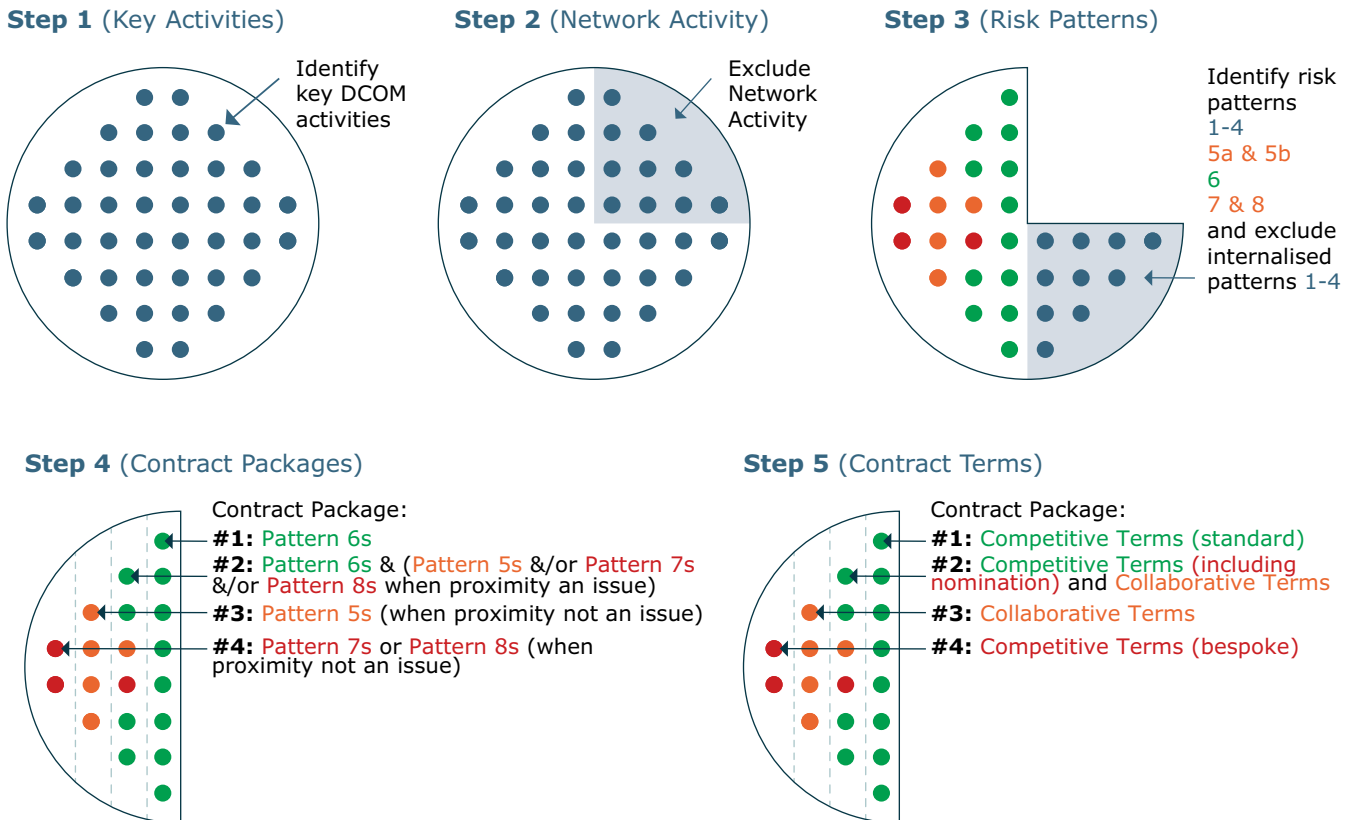 Step 1 (Key Activities)
Identify
key DCOM
activities
Step 2 (Network Activity)
Exclude
Network
Activity
Step 3 (Risk Patterns)
Identify risk
patterns
1-4
5a & 5b
6
7 & 8
and exclude
internalised
patterns 1-4
Step 4 (Contract Packages)
Contract Package:
#1: Pattern 6s
#2: Pattern 6s & (Pattern 5s &/or Pattern 7s
&/or Pattern 8s when proximity an issue)
#3: Pattern 5s (when proximity not an issue)
#4: Pattern 7s or Pattern 8s (when
proximity not an issue)
Step 5 (Contract Terms)
Contract Package:
#1: Competitive Terms (standard)
#2: Competitive Terms (including
nomination) and Collaborative Terms
#3: Collaborative Terms
#4: Competitive Terms (bespoke)